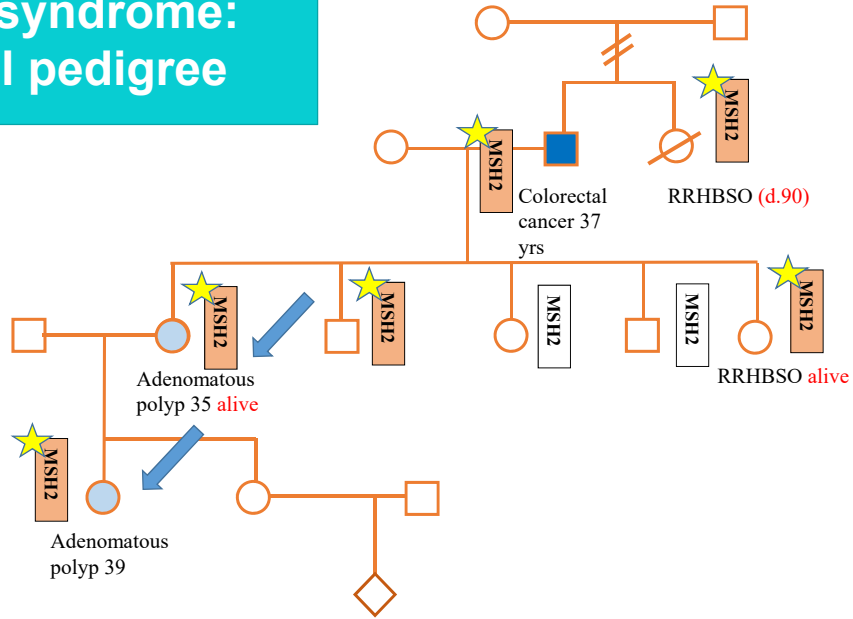 syndrome:
l pedigree
MSH2
MSH2
Colorectal
cancer 37
yrs
RRHBSO (d.90)
MSH2
MSH2
MSH2
MSH2
MSH2
Adenomatous
polyp 35 alive
RRHBSO alive
MSH2
Adenomatous
polyp 39